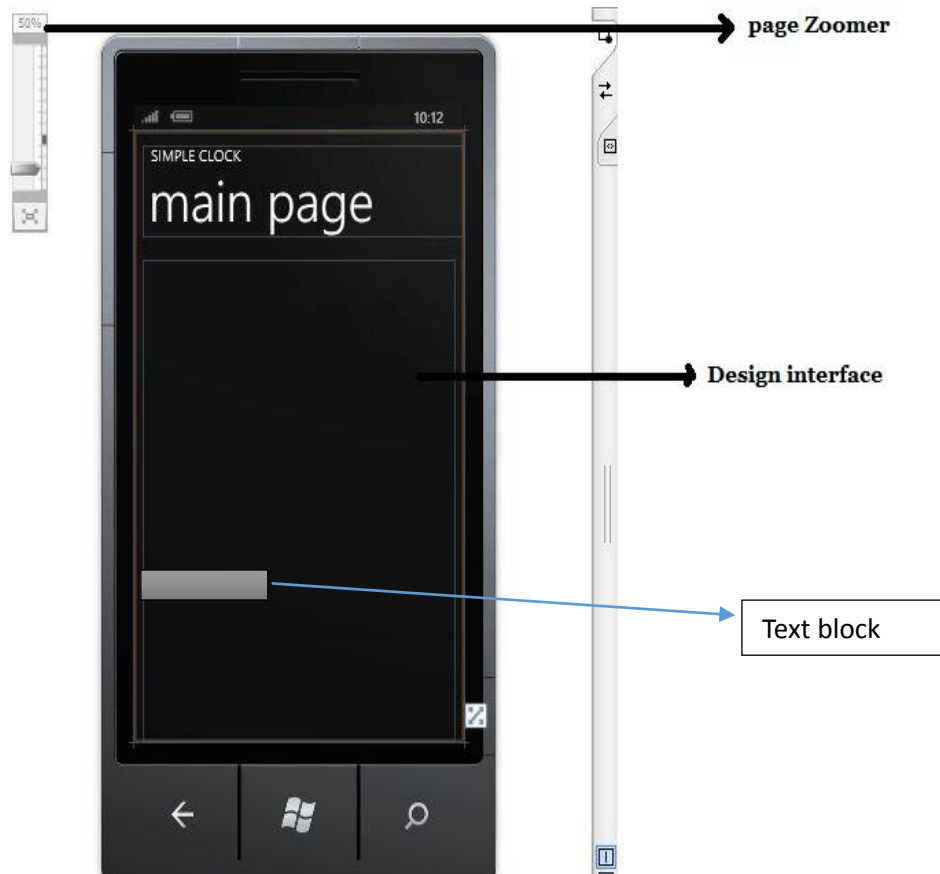 50%
page Zoomer
10:12
SIMPLE CLOCK
main page
Design interface
Text block